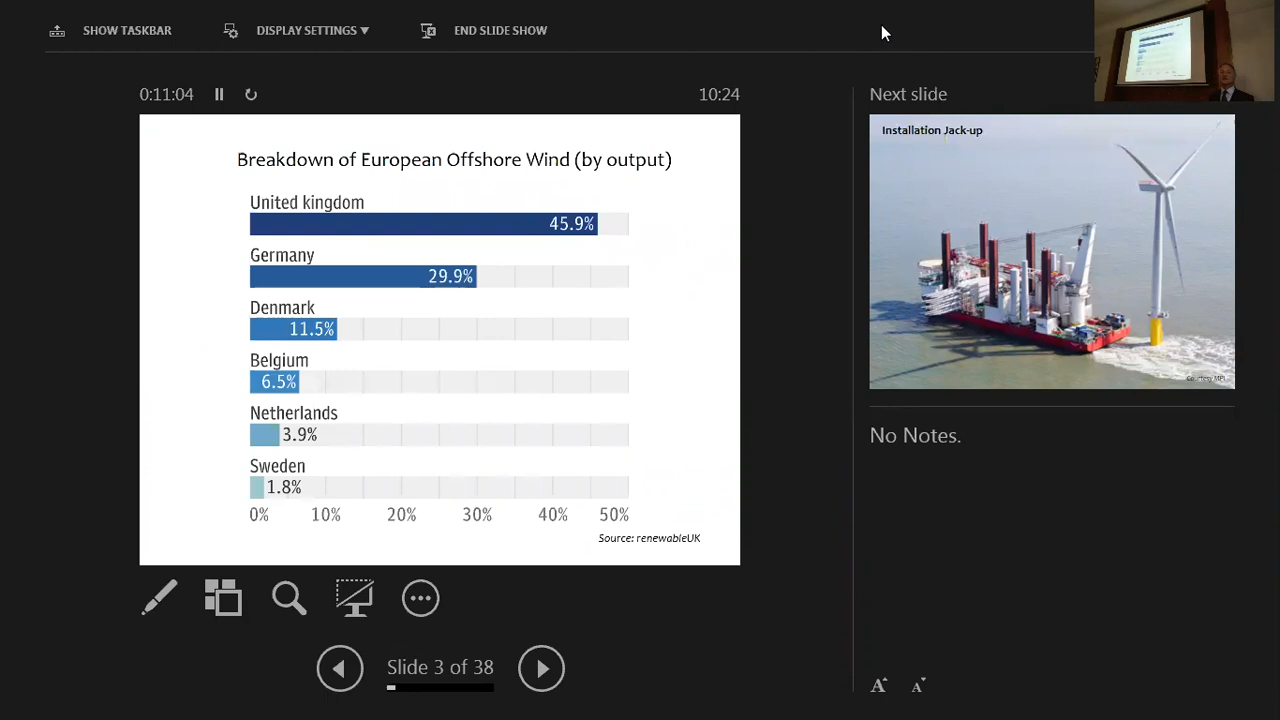 SHOW TASKBAR
DISPLAY SETTINGS ▼
END SLIDE SHOW
0:11:04
10:24
Next slide
Breakdown of European Offshore Wind (by output)
United kingdom
45.9%
Germany
29.9%
Denmark
11.5%
Belgium
6.5%
Netherlands
3.9%
Sweden
1.8%
0% 10% 20% 30% 40% 50%
Source: renewableUK
Installation Jack-up
Courtesy MPI
No Notes.
Slide 3 of 38
A A